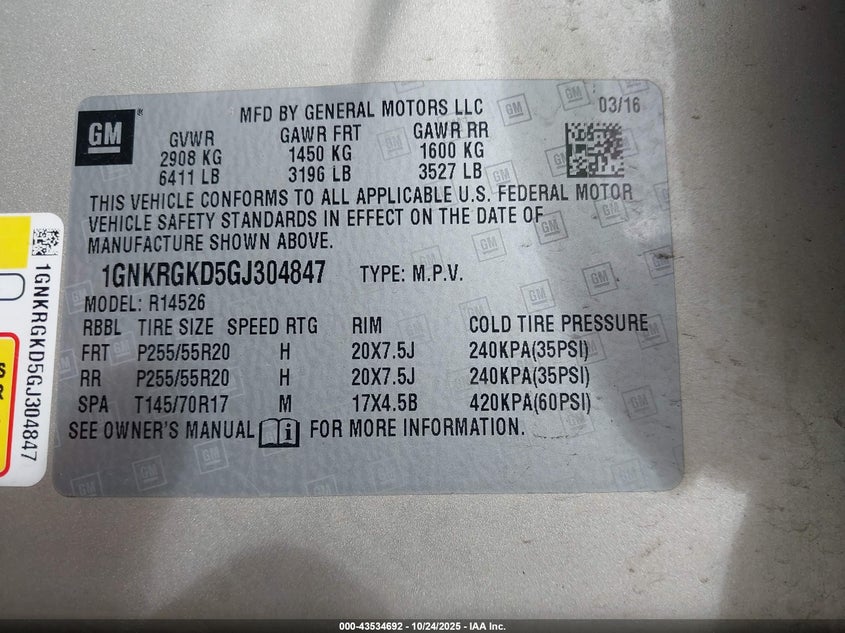 MFD BY GENERAL MOTORS LLC 03/16
GM ®
GVWR GAWR FRT GAWR RR
2908 KG 1450 KG 1600 KG
6411 LB 3196 LB 3527 LB
THIS VEHICLE CONFORMS TO ALL APPLICABLE U.S. FEDERAL MOTOR
VEHICLE SAFETY STANDARDS IN EFFECT ON THE DATE OF
MANUFACTURE SHOWN ABOVE.
1GNKRGKD5GJ304847 TYPE: M.P.V.
MODEL: R14526
RBBL TIRE SIZE SPEED RTG RIM COLD TIRE PRESSURE
FRT P255/55R20 H 20X7.5J 240KPA(35PSI)
RR P255/55R20 H 20X7.5J 240KPA(35PSI)
SPA T145/70R17 M 17X4.5B 420KPA(60PSI)
SEE OWNER'S MANUAL i FOR MORE INFORMATION.
1GNKRGKD5GJ304847
000-43534692 - 10/24/2025 - IAA Inc.